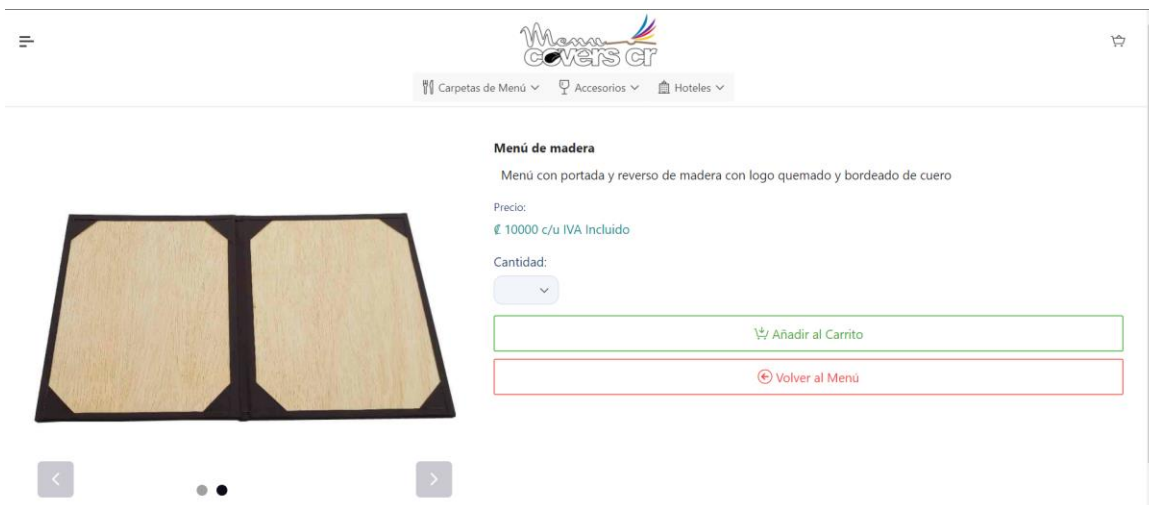 Menu
covers cr
Carpetas de Menú Accesorios Hoteles
Menú de madera
Menú con portada y reverso de madera con logo quemado y bordeado de cuero
Precio:
₡ 10000 c/u IVA Incluido
Cantidad:
Añadir al Carrito
Volver al Menú